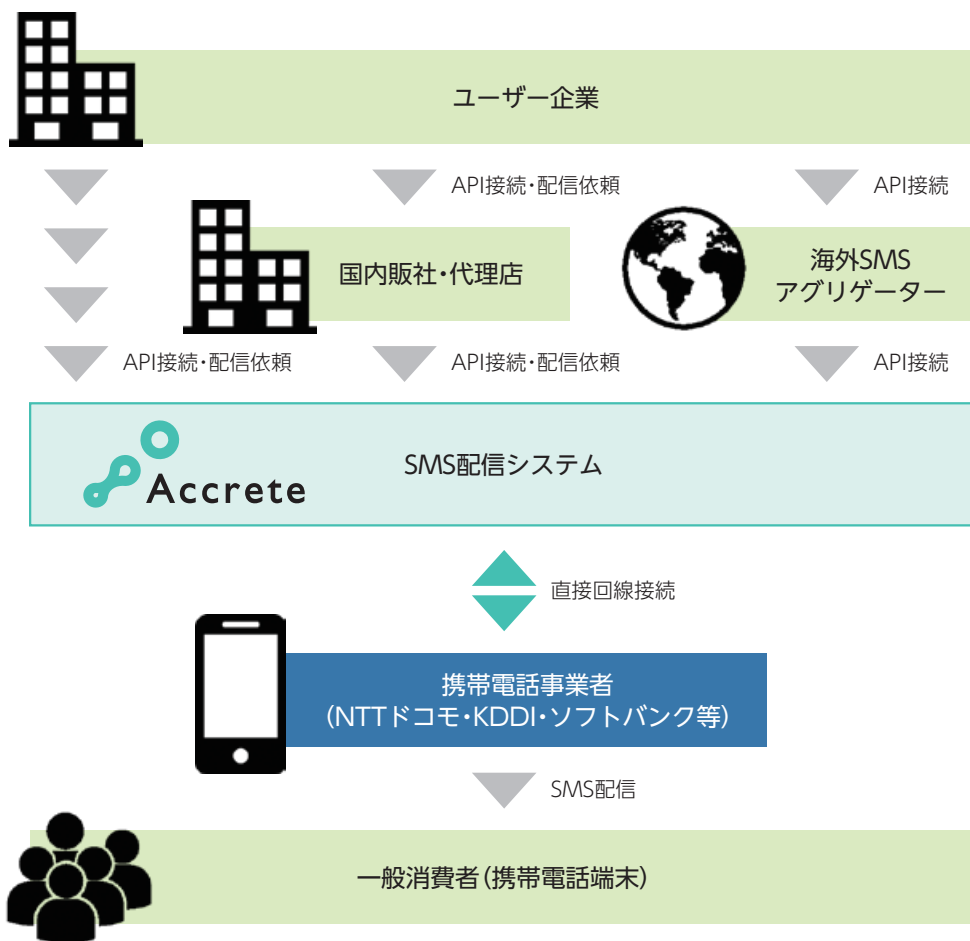 ユーザー企業
API接続・配信依頼
API接続
国内販社・代理店
海外SMS
アグリゲーター
API接続・配信依頼
API接続・配信依頼
API接続
Accrete
SMS配信システム
直接回線接続
携帯電話事業者
(NTTドコモ・KDDI・ソフトバンク等)
SMS配信
一般消費者(携帯電話端末)